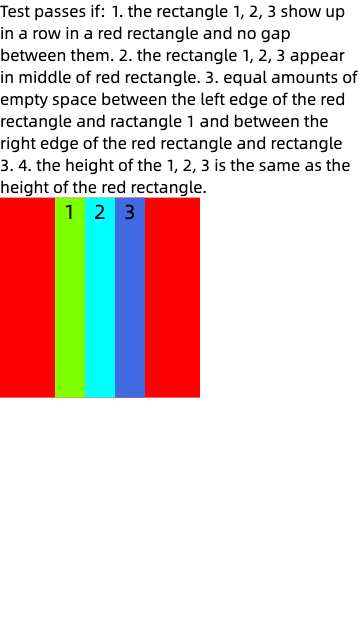 Test passes if: 1. the rectangle 1, 2, 3 show up
in a row in a red rectangle and no gap
between them. 2. the rectangle 1, 2, 3 appear
in middle of red rectangle. 3. equal amounts of
empty space between the left edge of the red
rectangle and ractangle 1 and between the
right edge of the red rectangle and rectangle
3. 4. the height of the 1, 2, 3 is the same as the
height of the red rectangle.
1 2 3